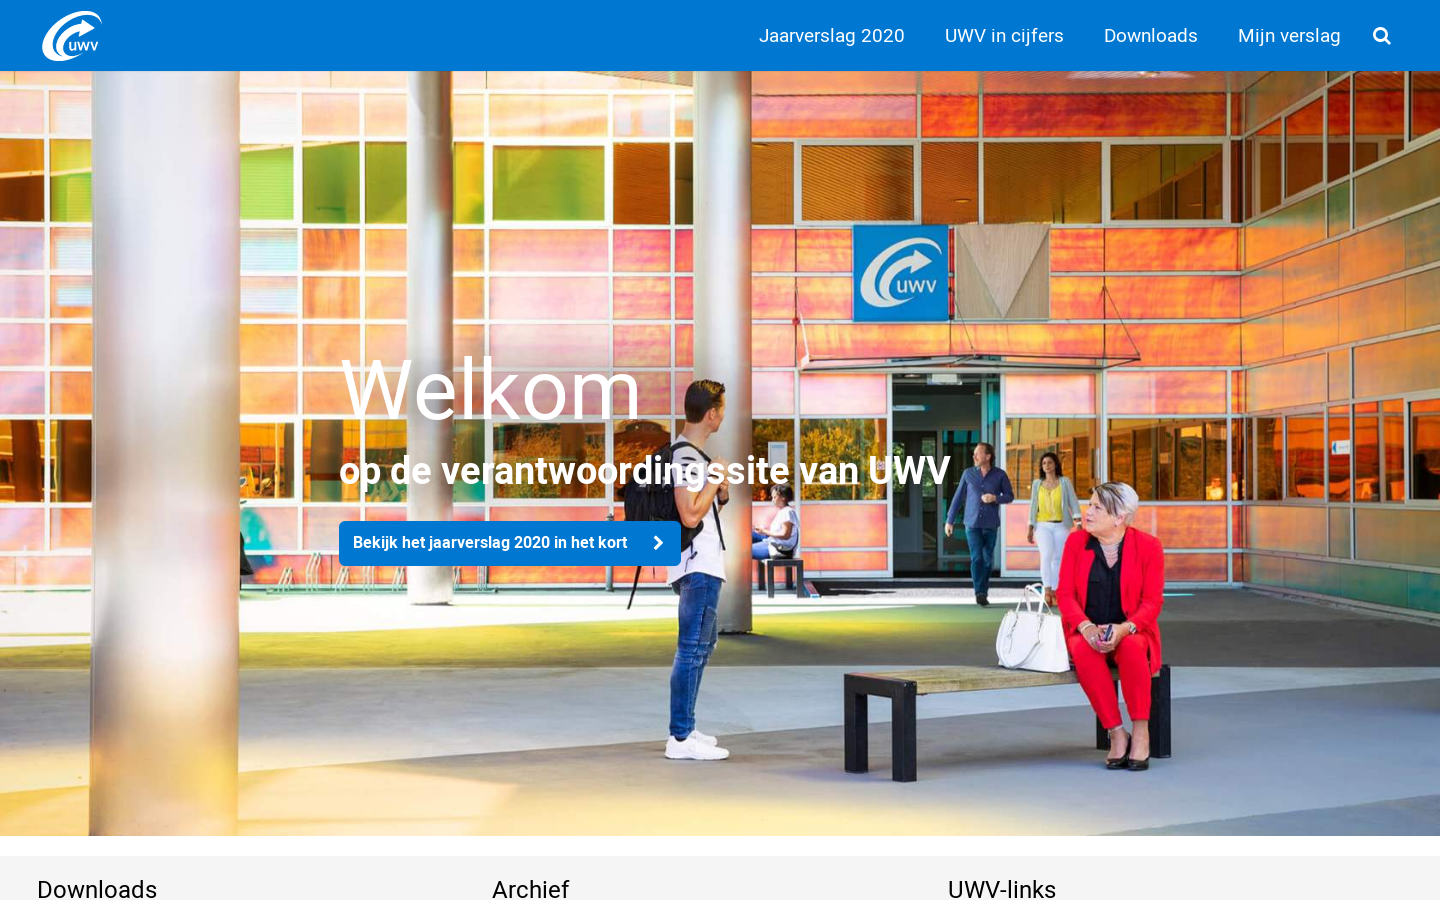 uwv
Jaarverslag 2020
UWV in cijfers
Downloads
Mijn verslag
uwv
Welkom
op de verantwoordingssite van UWV
Bekijk het jaarverslag 2020 in het kort
Downloads
Archief
UWV-links